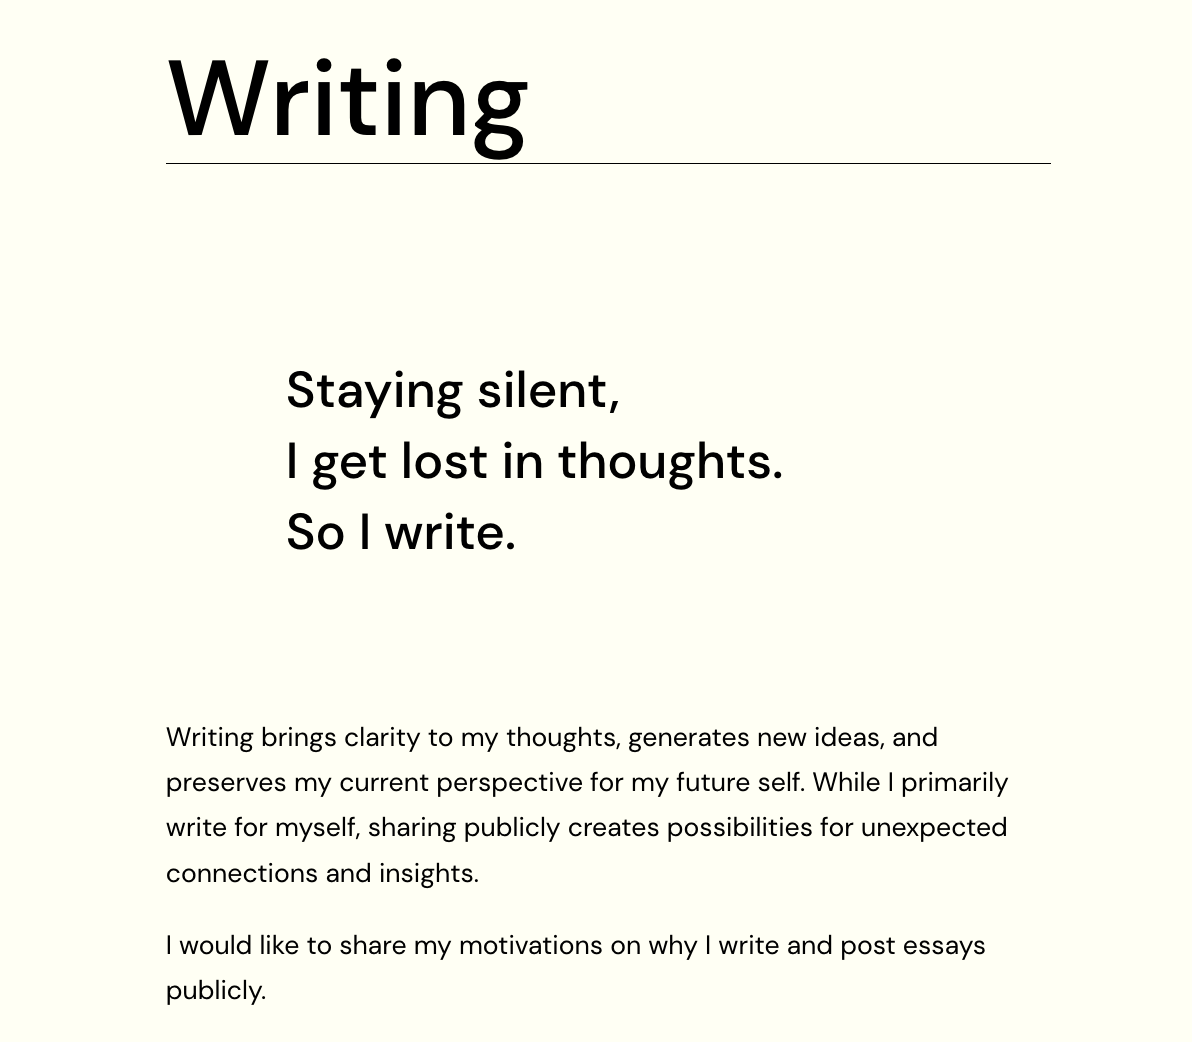 Writing
Staying silent,
I get lost in thoughts.
So I write.
Writing brings clarity to my thoughts, generates new ideas, and
preserves my current perspective for my future self. While I primarily
write for myself, sharing publicly creates possibilities for unexpected
connections and insights.
I would like to share my motivations on why I write and post essays
publicly.